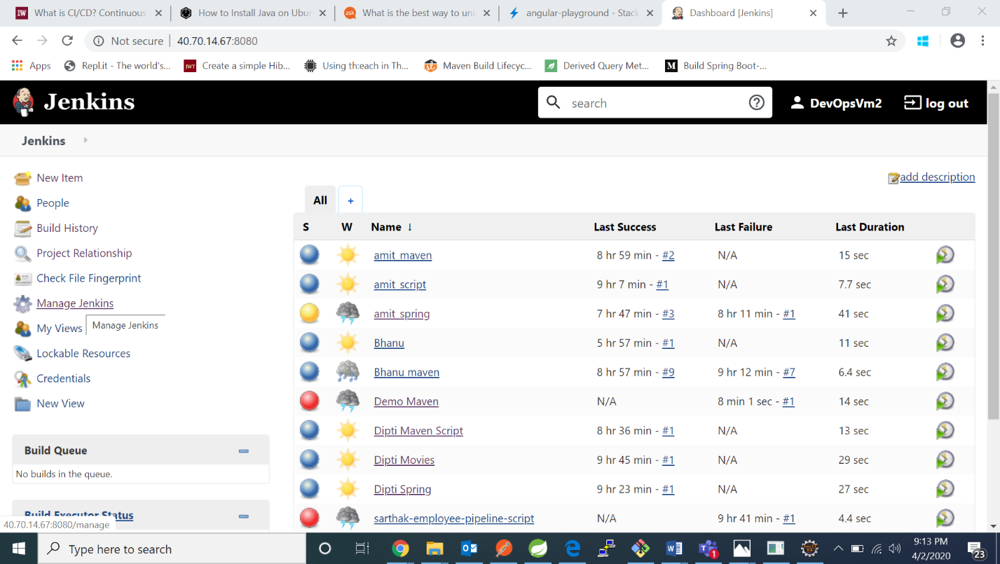 What is CI/CD? Continuous
How to Install Java on Ubun
What is the best way to uni
angular-playground - Stack
Dashboard [Jenkins]
Not secure
40.70.14.67:8080
Apps
Repl.it - The world's...
Create a simple Hib...
Using th:each in Th...
Maven Build Lifecyc...
Derived Query Met...
Build Spring Boot-...
Jenkins
search
DevOpsVm2
log out
Jenkins
New Item
People
Build History
Project Relationship
Check File Fingerprint
Manage Jenkins
My Views
Manage Jenkins
Lockable Resources
Credentials
New View
Build Queue
No builds in the queue.
Build Executor Status
40.70.14.67:8080/manage
add description
All +
S W Name ↓ Last Success Last Failure Last Duration
amit_maven 8 hr 59 min - #2 N/A 15 sec
amit_script 9 hr 7 min - #1 N/A 7.7 sec
amit_spring 7 hr 47 min - #3 8 hr 11 min - #1 41 sec
Bhanu 5 hr 57 min - #1 N/A 11 sec
Bhanu maven 8 hr 57 min - #9 9 hr 12 min - #7 6.4 sec
Demo Maven N/A 8 min 1 sec - #1 14 sec
Dipti Maven Script 8 hr 36 min - #1 N/A 13 sec
Dipti Movies 9 hr 45 min - #1 N/A 29 sec
Dipti Spring 9 hr 23 min - #1 N/A 27 sec
sarthak-employee-pipeline-script N/A 9 hr 41 min - #1 4.4 sec
Type here to search
9:13 PM
4/2/2020
23